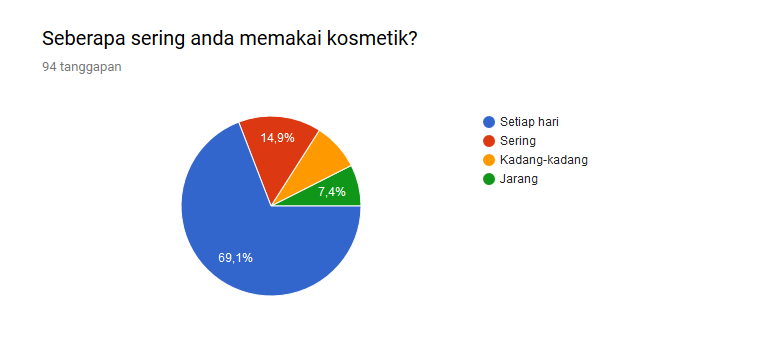 Seberapa sering anda memakai kosmetik?
94 tanggapan
14,9%
7,4%
69,1%
Setiap hari
Sering
Kadang-kadang
Jarang